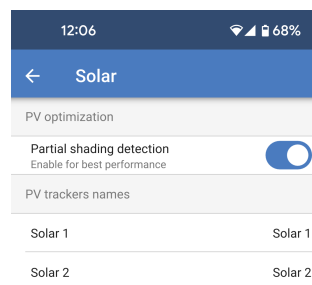 12:06 68%
Solar
PV optimization
Partial shading detection
Enable for best performance
PV trackers names
Solar 1 Solar 1
Solar 2 Solar 2